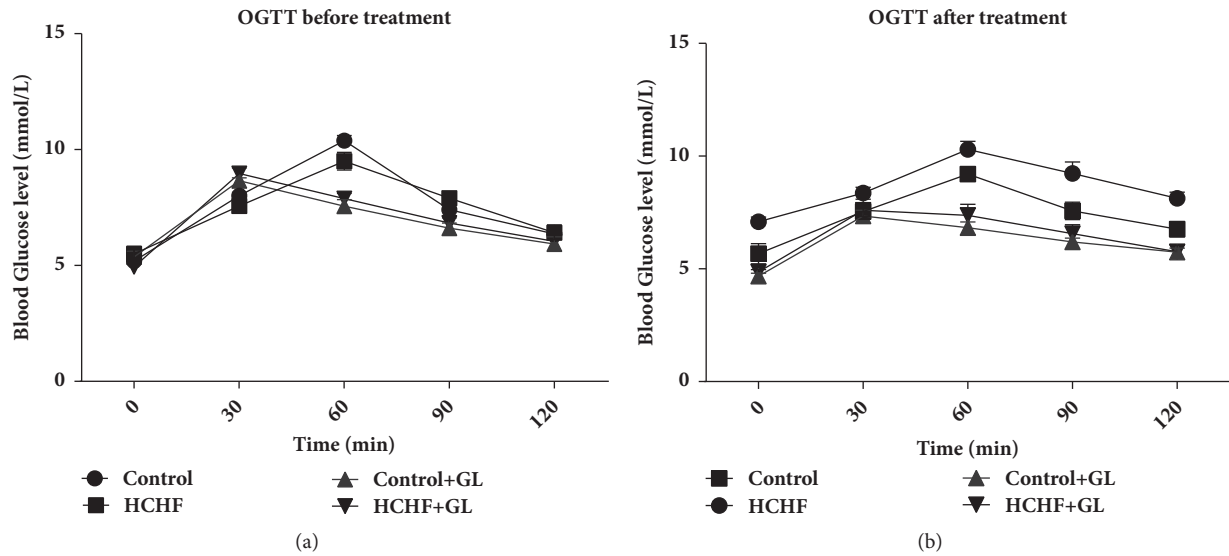 OGTT before treatment
15
10
5
0
Blood Glucose level (mmol/L)
0
30
60
90
120
Time (min)
Control
HCHF
Control+GL
HCHF+GL
(a)
OGTT after treatment
15
10
5
0
Blood Glucose level (mmol/L)
0
30
60
90
120
Time (min)
Control
HCHF
Control+GL
HCHF+GL
(b)